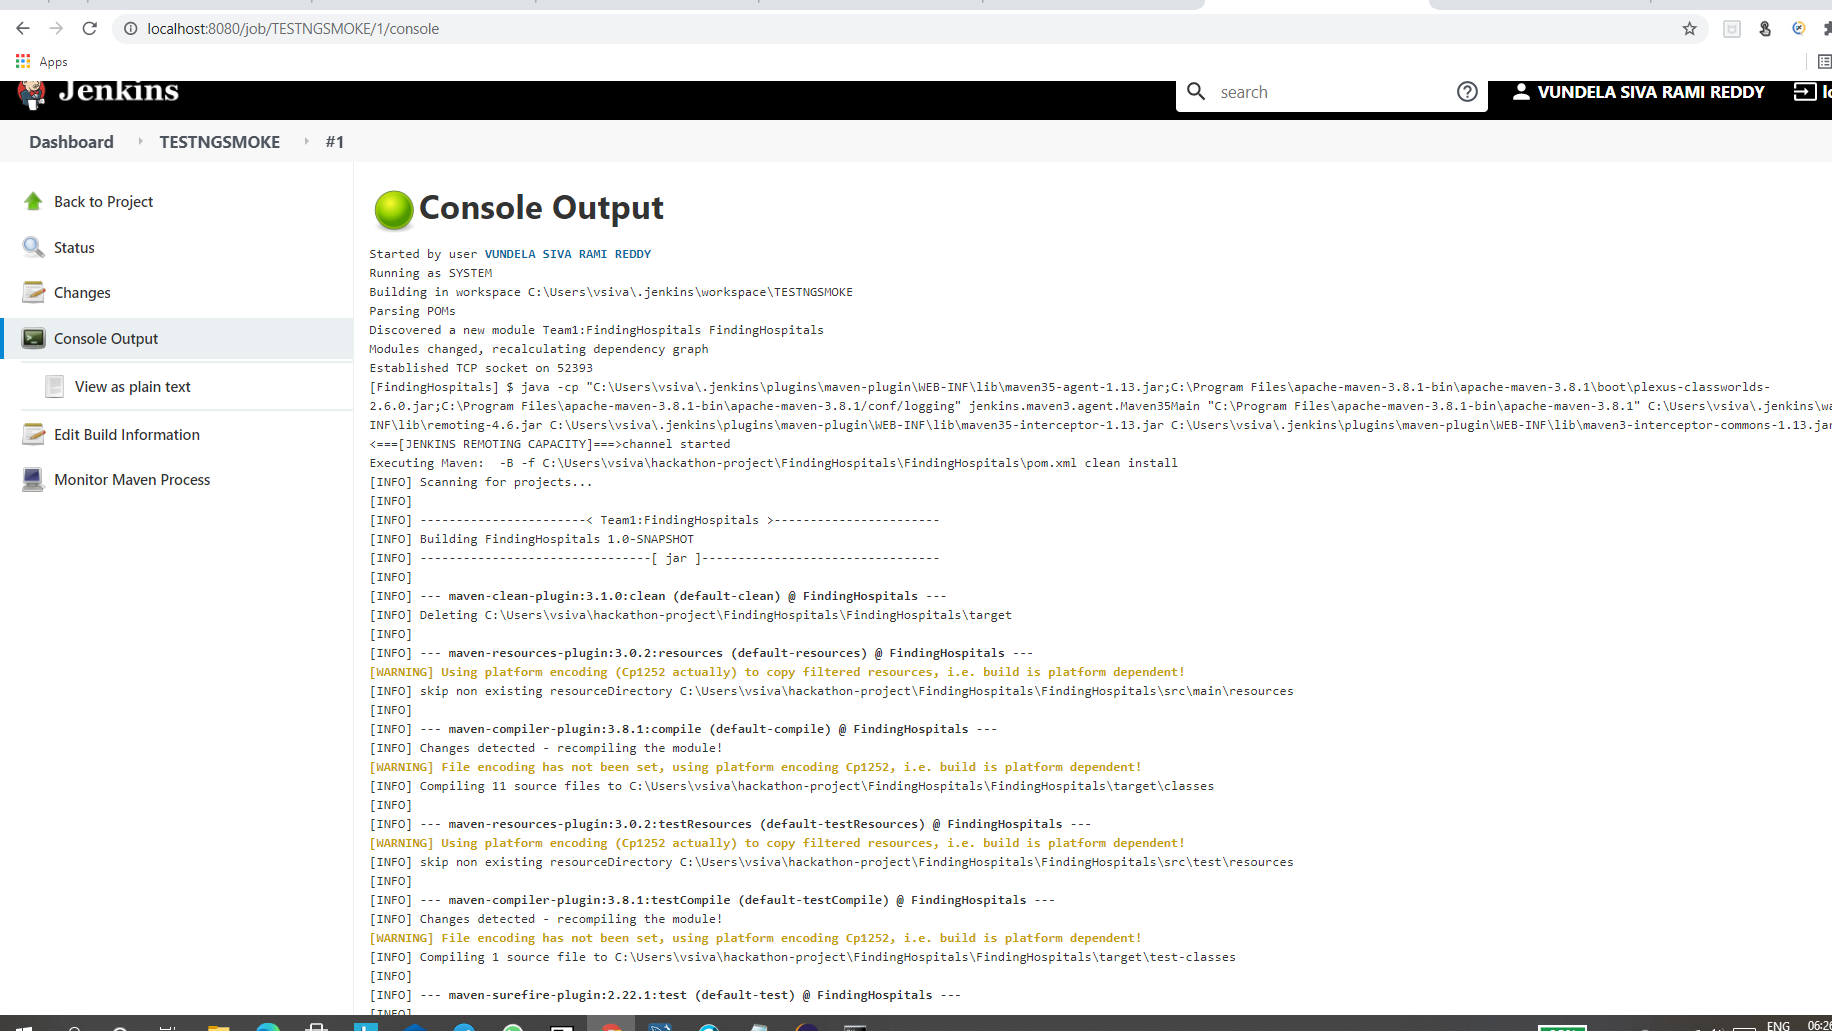 localhost:8080/job/TESTNGSMOKE/1/console
Apps
Jenkins
search
VUNDELA SIVA RAMI REDDY
Dashboard
TESTNGSMOKE
#1
Back to Project
Status
Changes
Console Output
View as plain text
Edit Build Information
Monitor Maven Process
Console Output
Started by user VUNDELA SIVA RAMI REDDY
Running as SYSTEM
Building in workspace C:\Users\vsiva\.jenkins\workspace\TESTNGSMOKE
Parsing POMs
Discovered a new module Team1:FindingHospitals FindingHospitals
Modules changed, recalculating dependency graph
Established TCP socket on 52393
[FindingHospitals] $ java -cp "C:\Users\vsiva\.jenkins\plugins\maven-plugin\WEB-INF\lib\maven35-agent-1.13.jar;C:\Program Files\apache-maven-3.8.1-bin\apache-maven-3.8.1\boot\plexus-classworlds-
2.6.0.jar;C:\Program Files\apache-maven-3.8.1-bin\apache-maven-3.8.1/conf/logging" jenkins.maven3.agent.Maven35Main "C:\Program Files\apache-maven-3.8.1-bin\apache-maven-3.8.1" C:\Users\vsiva\.jenkins\wa
INF\lib\remoting-4.6.jar C:\Users\vsiva\.jenkins\plugins\maven-plugin\WEB-INF\lib\maven35-interceptor-1.13.jar C:\Users\vsiva\.jenkins\plugins\maven-plugin\WEB-INF\lib\maven3-interceptor-commons-1.13.jar
<===[JENKINS REMOTING CAPACITY]===>channel started
Executing Maven:  -B -f C:\Users\vsiva\hackathon-project\FindingHospitals\FindingHospitals\pom.xml clean install
[INFO] Scanning for projects...
[INFO]
[INFO] -----------------------< Team1:FindingHospitals >-----------------------
[INFO] Building FindingHospitals 1.0-SNAPSHOT
[INFO] --------------------------------[ jar ]---------------------------------
[INFO]
[INFO] --- maven-clean-plugin:3.1.0:clean (default-clean) @ FindingHospitals ---
[INFO] Deleting C:\Users\vsiva\hackathon-project\FindingHospitals\FindingHospitals\target
[INFO]
[INFO] --- maven-resources-plugin:3.0.2:resources (default-resources) @ FindingHospitals ---
[WARNING] Using platform encoding (Cp1252 actually) to copy filtered resources, i.e. build is platform dependent!
[INFO] skip non existing resourceDirectory C:\Users\vsiva\hackathon-project\FindingHospitals\FindingHospitals\src\main\resources
[INFO]
[INFO] --- maven-compiler-plugin:3.8.1:compile (default-compile) @ FindingHospitals ---
[INFO] Changes detected - recompiling the module!
[WARNING] File encoding has not been set, using platform encoding Cp1252, i.e. build is platform dependent!
[INFO] Compiling 11 source files to C:\Users\vsiva\hackathon-project\FindingHospitals\FindingHospitals\target\classes
[INFO]
[INFO] --- maven-resources-plugin:3.0.2:testResources (default-testResources) @ FindingHospitals ---
[WARNING] Using platform encoding (Cp1252 actually) to copy filtered resources, i.e. build is platform dependent!
[INFO] skip non existing resourceDirectory C:\Users\vsiva\hackathon-project\FindingHospitals\FindingHospitals\src\test\resources
[INFO]
[INFO] --- maven-compiler-plugin:3.8.1:testCompile (default-testCompile) @ FindingHospitals ---
[INFO] Changes detected - recompiling the module!
[WARNING] File encoding has not been set, using platform encoding Cp1252, i.e. build is platform dependent!
[INFO] Compiling 1 source file to C:\Users\vsiva\hackathon-project\FindingHospitals\FindingHospitals\target\test-classes
[INFO]
[INFO] --- maven-surefire-plugin:2.22.1:test (default-test) @ FindingHospitals ---
[INFO]
ENG